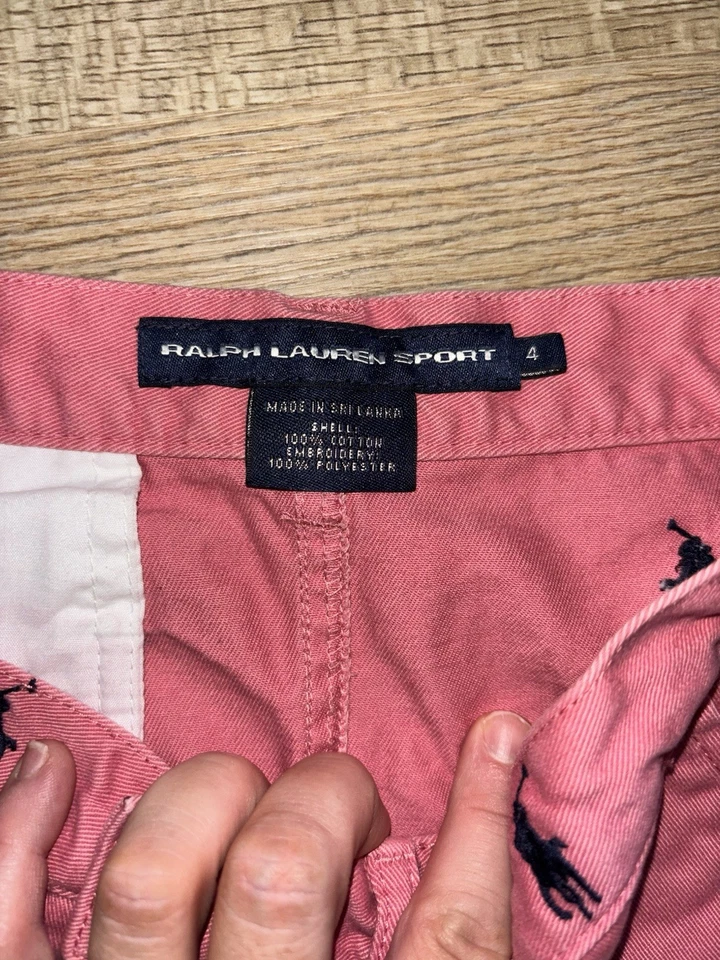 RALPH LAUREN SPORT
4
MADE IN SRI LANKA
SHELL:
100% COTTON
EMBROIDERY:
100% POLYESTER